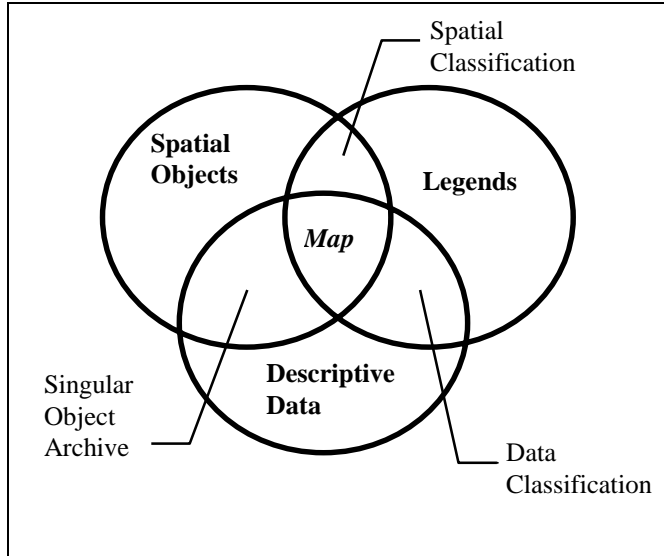 Spatial
Classification
Spatial
Objects
Legends
Map
Descriptive
Data
Singular
Object
Archive
Data
Classification